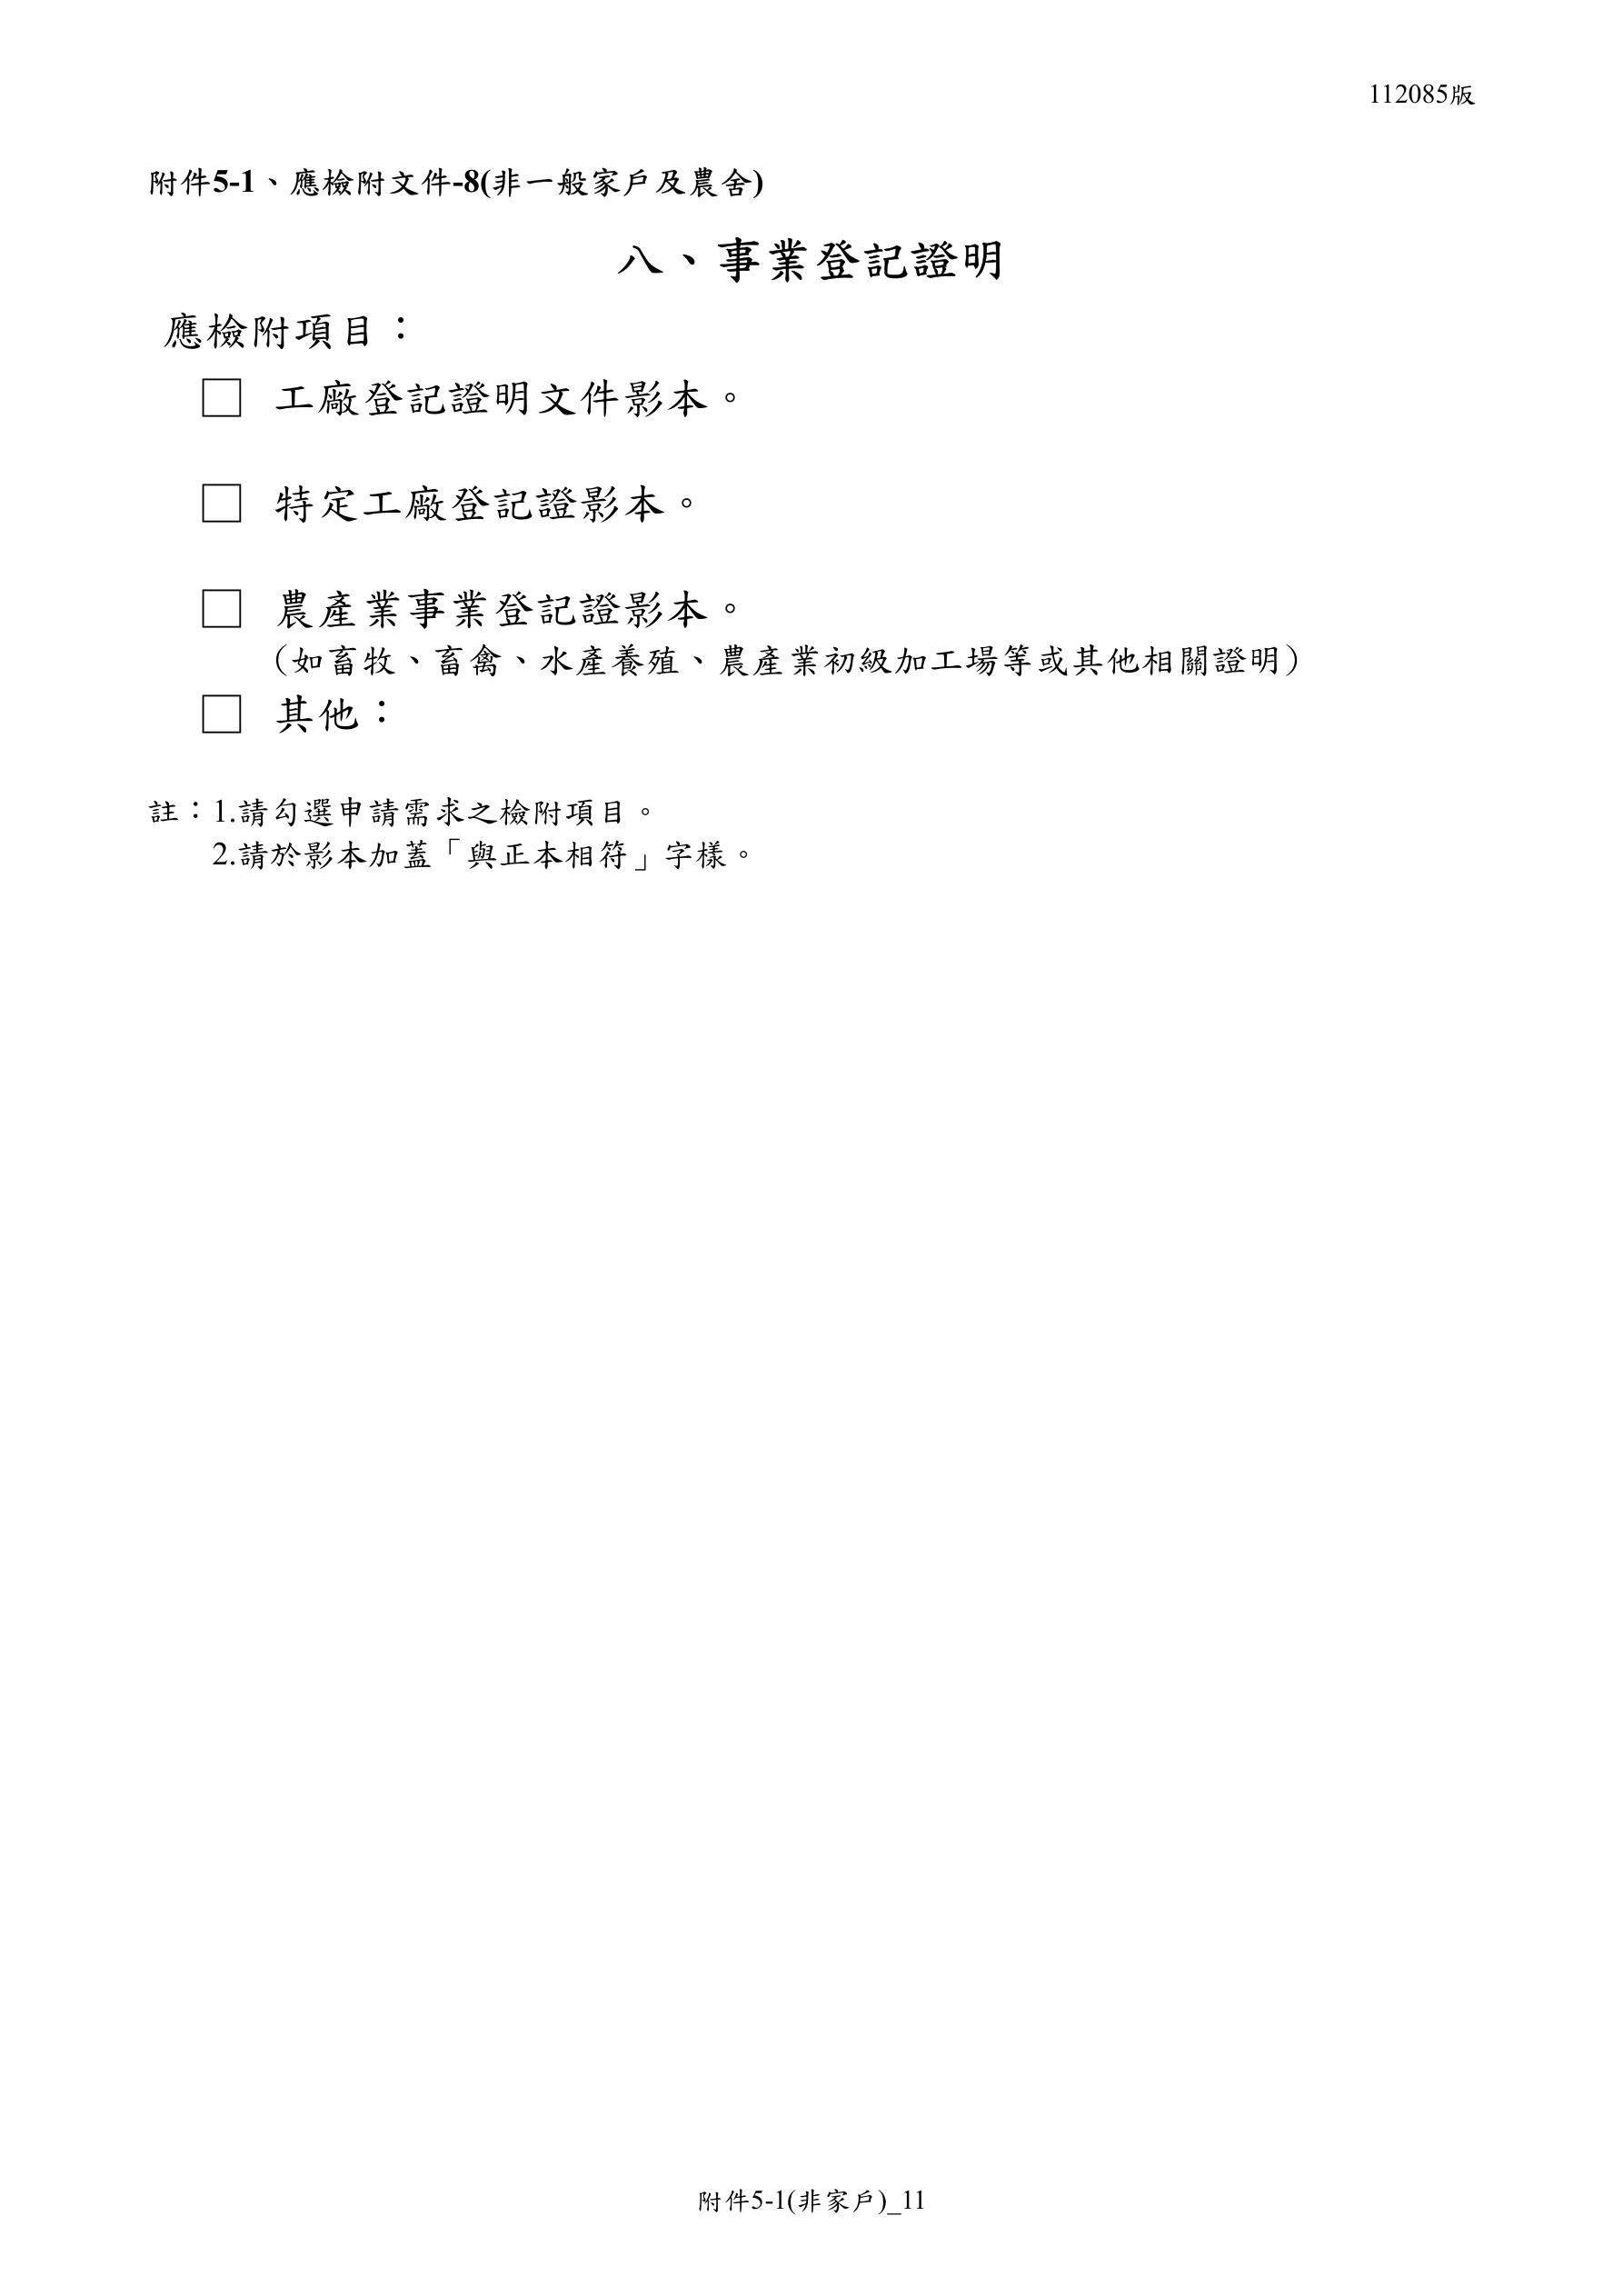 112085版
附件5-1、應檢附文件-8(非一般家戶及農舍)
八、事業登記證明
應檢附項目：
□ 工廠登記證明文件影本。
□ 特定工廠登記證影本。
□ 農產業事業登記證影本。
（如畜牧、畜禽、水產養殖、農產業初級加工場等或其他相關證明）
□ 其他：
註：1.請勾選申請需求之檢附項目。
2.請於影本加蓋「與正本相符」字樣。
附件5-1(非家戶)_11